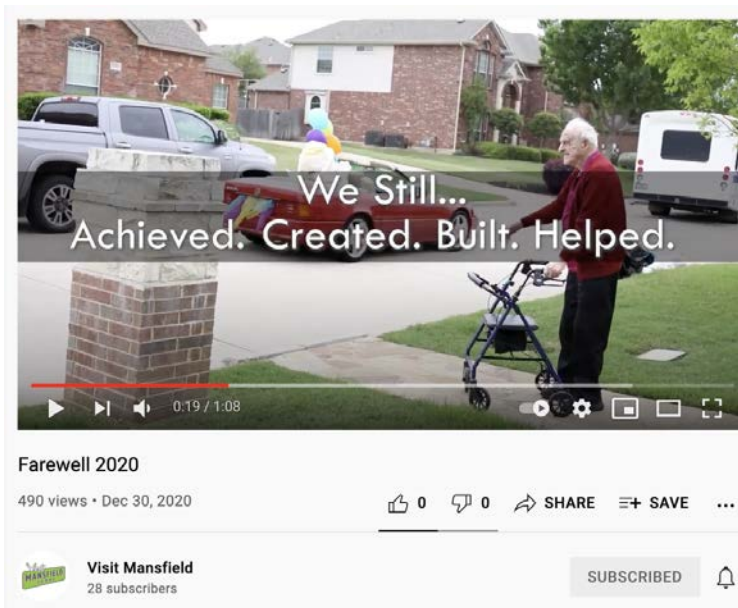 We Still...
Achieved. Created. Built. Helped.
0:19 / 1:08
Farewell 2020
490 views • Dec 30, 2020
0 0 SHARE SAVE ...
MANSFIELD
Visit Mansfield
28 subscribers
SUBSCRIBED